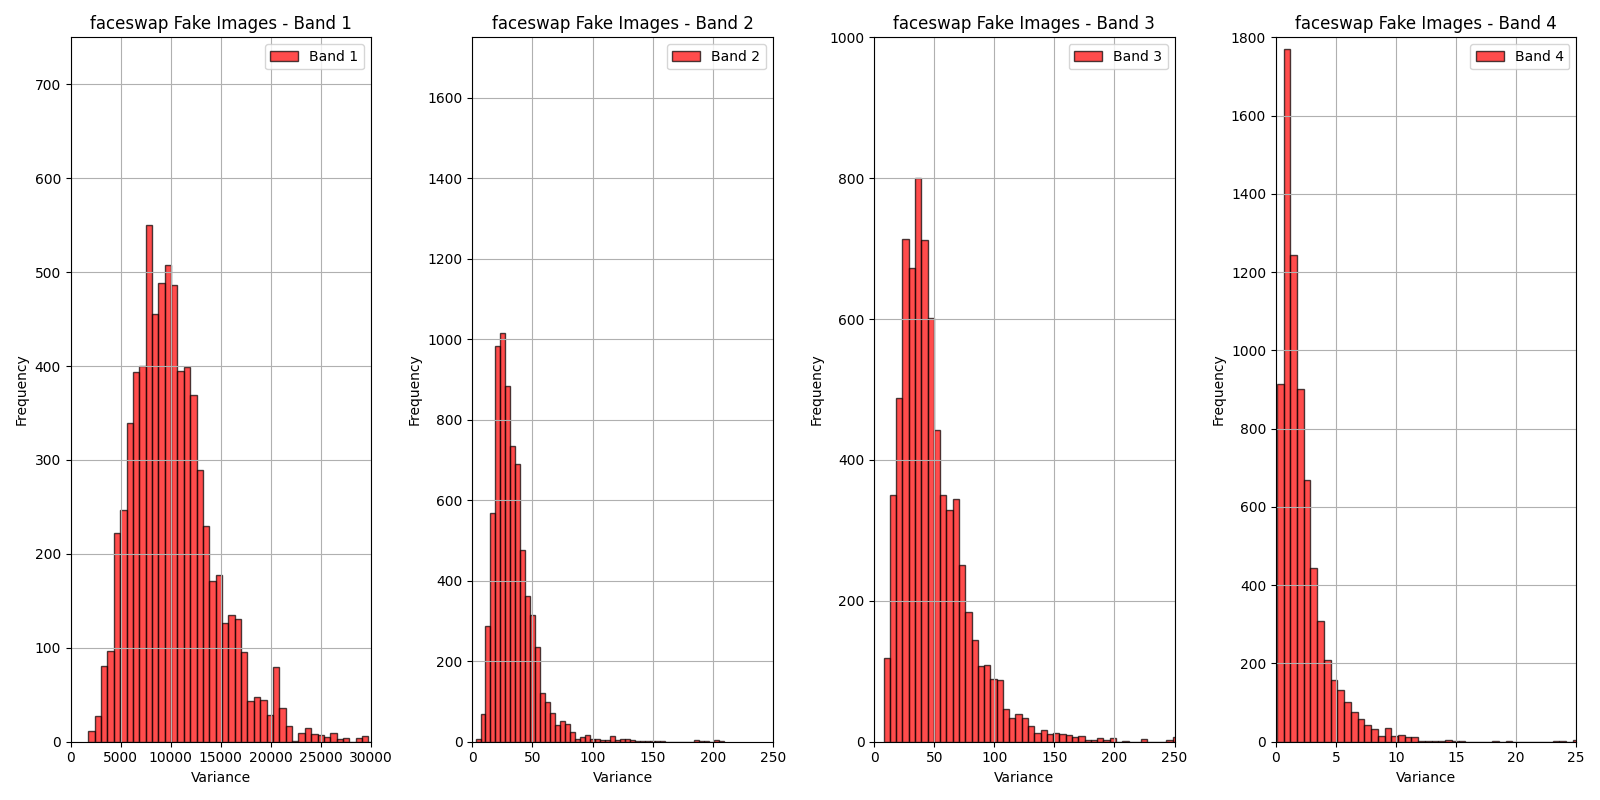 faceswap Fake Images - Band 1
Band 1
700
600
500
400
300
200
100
0
Frequency
0 5000 10000 15000 20000 25000 30000
Variance
faceswap Fake Images - Band 2
Band 2
1600
1400
1200
1000
800
600
400
200
0
Frequency
0 50 100 150 200 250
Variance
faceswap Fake Images - Band 3
Band 3
1000
800
600
400
200
0
Frequency
0 50 100 150 200 250
Variance
faceswap Fake Images - Band 4
Band 4
1800
1600
1400
1200
1000
800
600
400
200
0
Frequency
0 5 10 15 20 25
Variance